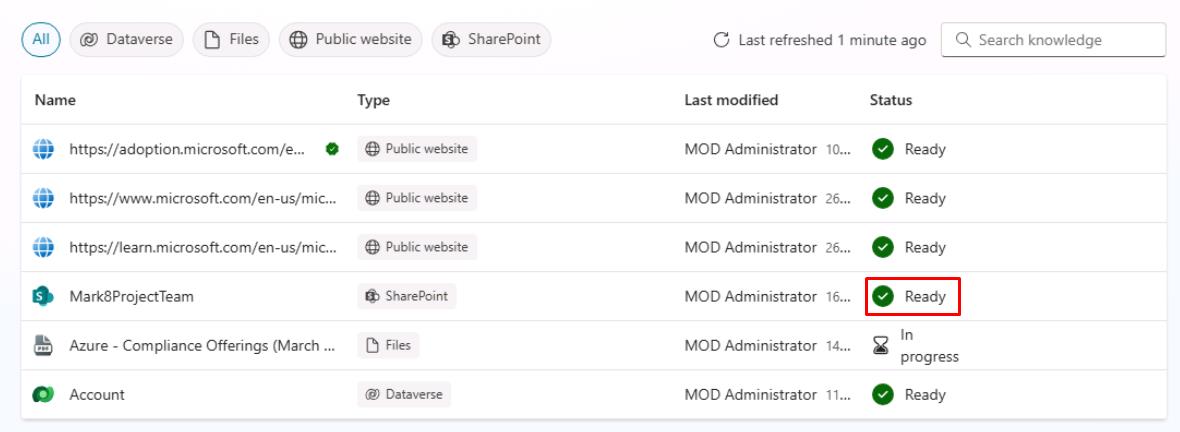 All Dataverse Files Public website SharePoint Last refreshed 1 minute ago Search knowledge
Name Type Last modified Status
https://adoption.microsoft.com/e... Public website MOD Administrator 10... Ready
https://www.microsoft.com/en-us/mic... Public website MOD Administrator 26... Ready
https://learn.microsoft.com/en-us/mic... Public website MOD Administrator 26... Ready
Mark8ProjectTeam SharePoint MOD Administrator 16... Ready
Azure - Compliance Offerings (March ... Files MOD Administrator 14... In
progress
Account Dataverse MOD Administrator 11... Ready